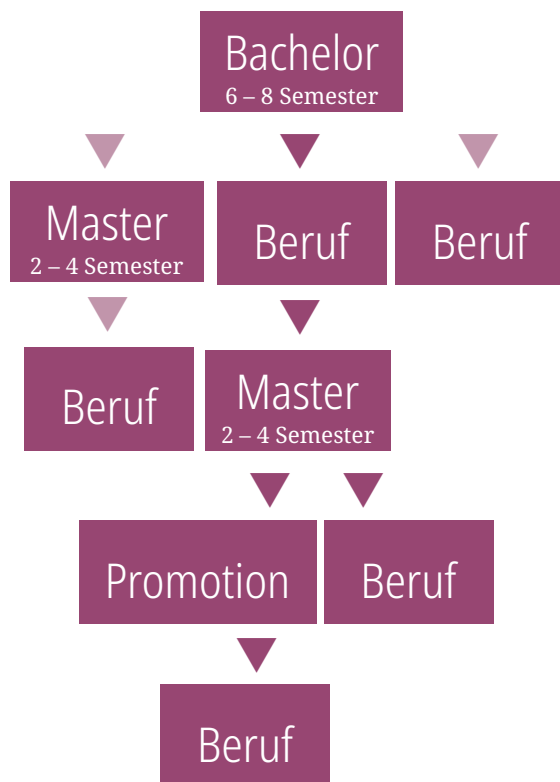 Bachelor
6 – 8 Semester
Master
2 – 4 Semester
Beruf
Beruf
Beruf
Master
2 – 4 Semester
Promotion
Beruf
Beruf